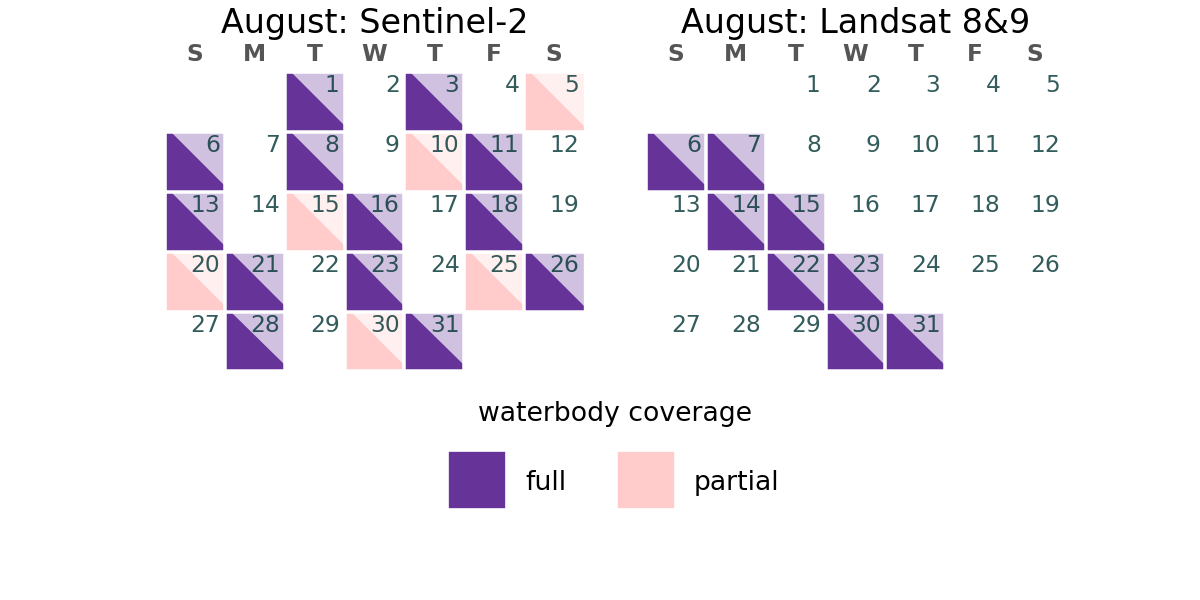 August: Sentinel-2
S M T W T F S
1 2 3 4 5
6 7 8 9 10 11 12
13 14 15 16 17 18 19
20 21 22 23 24 25 26
27 28 29 30 31
August: Landsat 8&9
S M T W T F S
1 2 3 4 5
6 7 8 9 10 11 12
13 14 15 16 17 18 19
20 21 22 23 24 25 26
27 28 29 30 31
waterbody coverage
full
partial